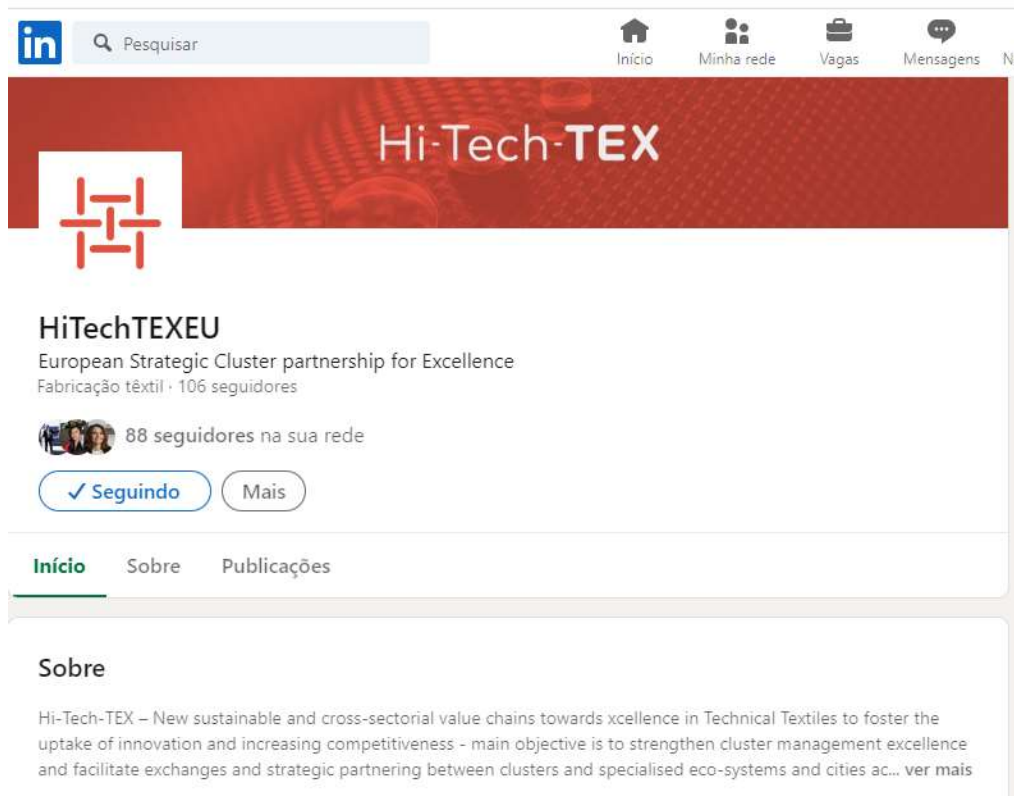 in
Pesquisar
Início
Minha rede
Vagas
Mensagens
N
Hi-Tech-TEX
HiTechTEXEU
European Strategic Cluster partnership for Excellence
Fabricação têxtil · 106 seguidores
88 seguidores na sua rede
✓ Seguindo
Mais
Início
Sobre
Publicações
Sobre
Hi-Tech-TEX – New sustainable and cross-sectorial value chains towards xcellence in Technical Textiles to foster the
uptake of innovation and increasing competitiveness - main objective is to strengthen cluster management excellence
and facilitate exchanges and strategic partnering between clusters and specialised eco-systems and cities ac... ver mais